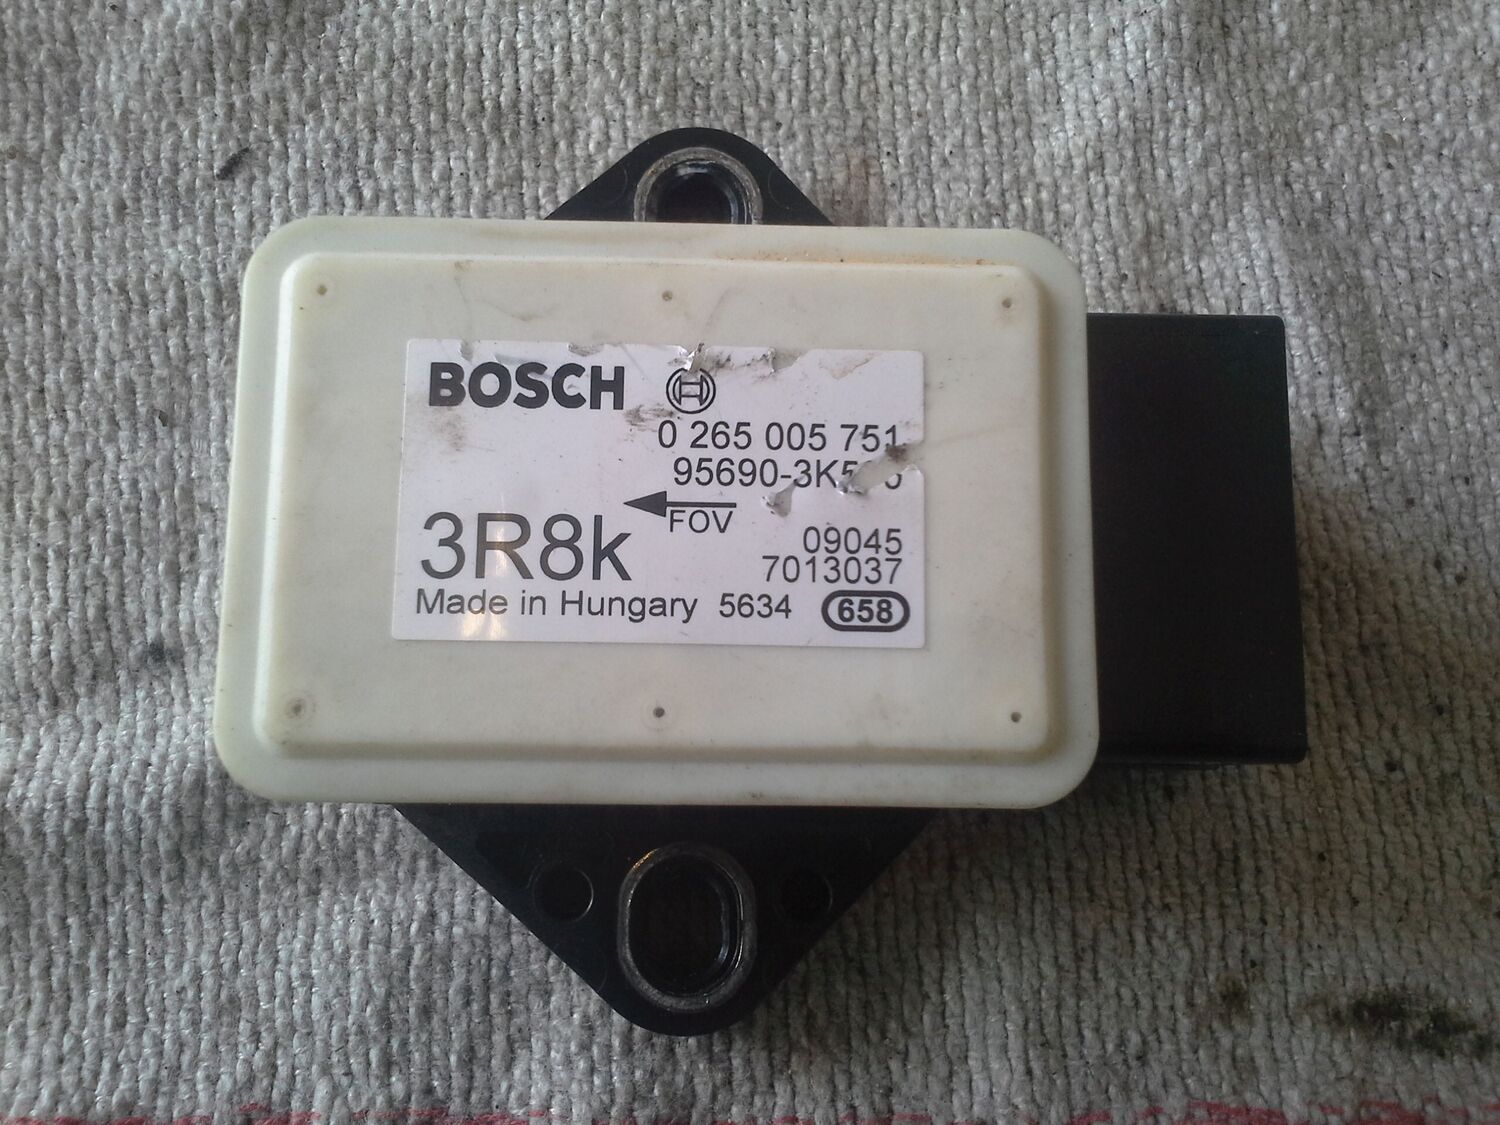 BOSCH
0 265 005 751
FOV
3R8k
09045
7013037
Made in Hungary 5634 658